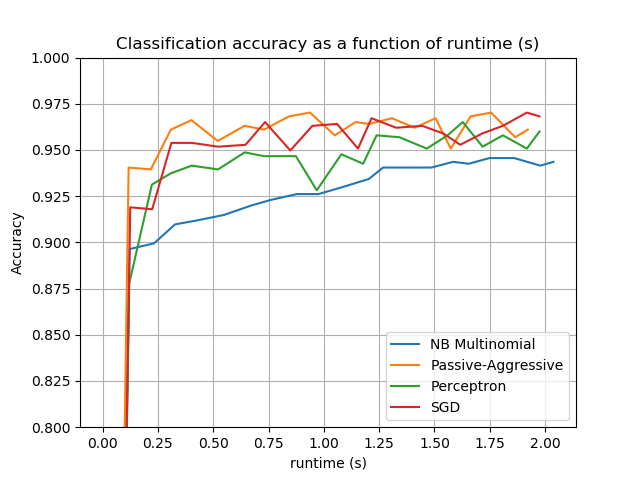 Classification accuracy as a function of runtime (s)
1.000
0.975
0.950
0.925
0.900
0.875
0.850
0.825
0.800
Accuracy
NB Multinomial
Passive-Aggressive
Perceptron
SGD
0.00 0.25 0.50 0.75 1.00 1.25 1.50 1.75 2.00
runtime (s)